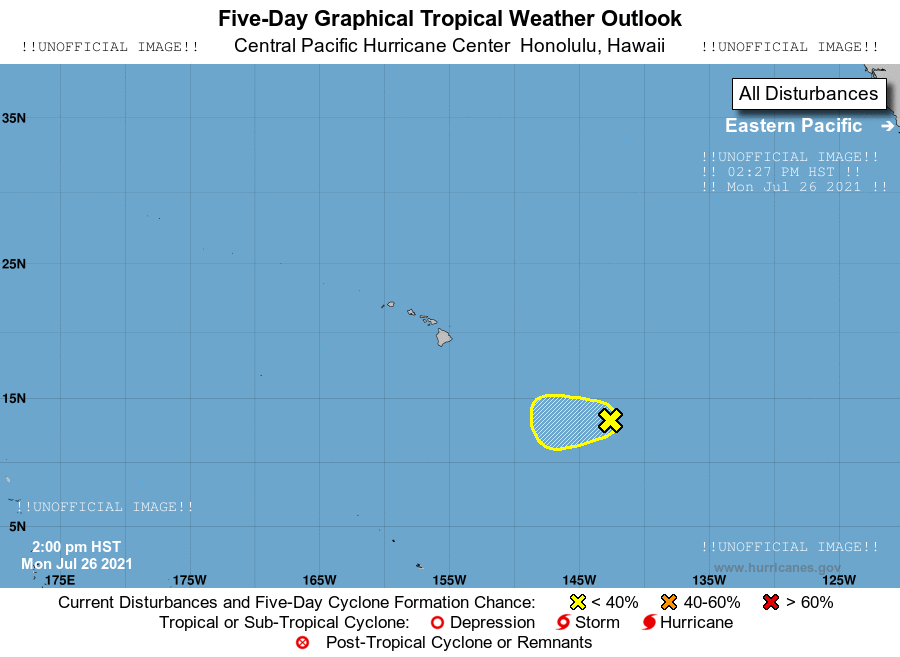 Five-Day Graphical Tropical Weather Outlook
!!UNOFFICIAL IMAGE!! Central Pacific Hurricane Center Honolulu, Hawaii !!UNOFFICIAL IMAGE!!
All Disturbances
35N
Eastern Pacific →
!!UNOFFICIAL IMAGE!!
!! 02:27 PM HST !!
!! Mon Jul 26 2021 !!
25N
15N
!!UNOFFICIAL IMAGE!!
5N
2:00 pm HST
!!UNOFFICIAL IMAGE!!
Mon Jul 26 2021
www.hurricanes.gov
175E 175W 165W 155W 145W 135W 125W
Current Disturbances and Five-Day Cyclone Formation Chance: < 40% 40-60% > 60%
Tropical or Sub-Tropical Cyclone: Depression Storm Hurricane
Post-Tropical Cyclone or Remnants